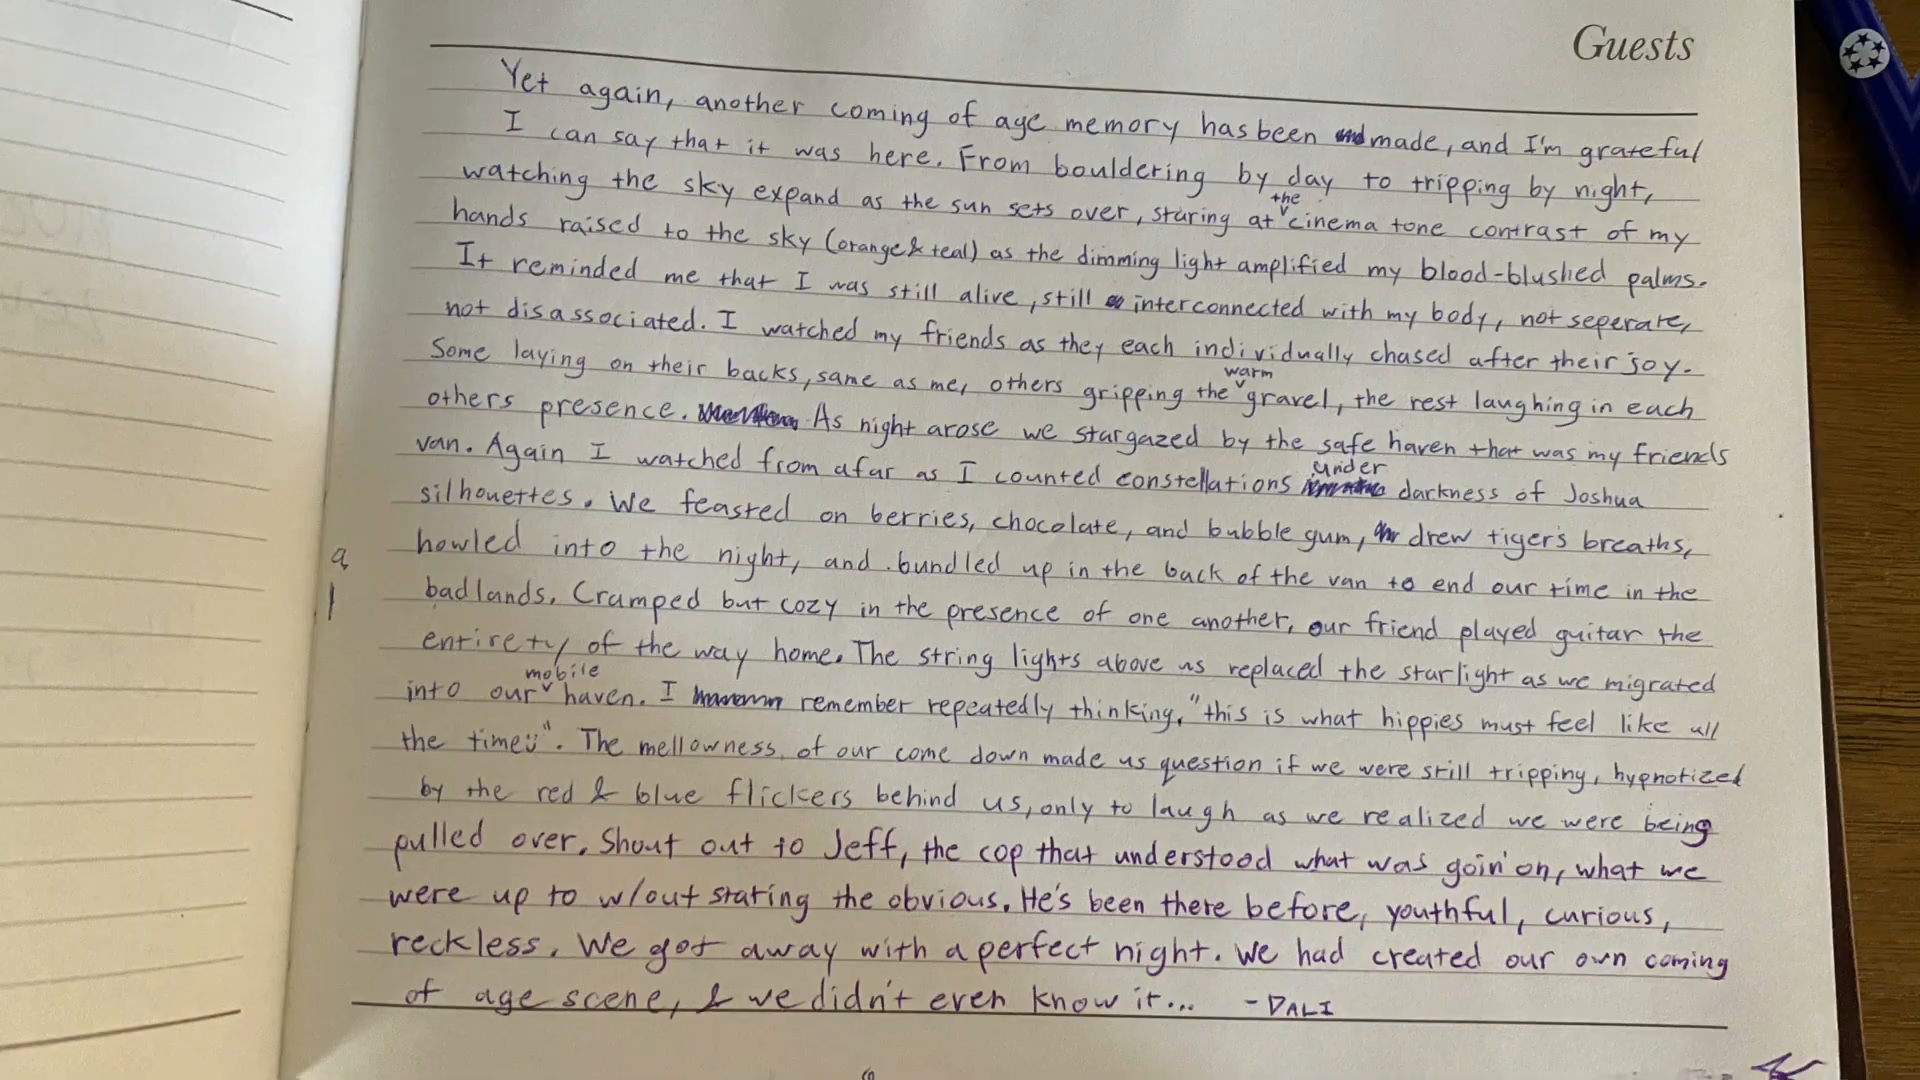 Guests
Yet again, another coming of age memory has been made, and I'm grateful
I can say that it was here. From bouldering by day to tripping by night,
watching the sky expand as the sun sets over, staring at the cinema tone contrast of my
hands raised to the sky (orange & teal) as the dimming light amplified my blood-blushed palms.
It reminded me that I was still alive, still interconnected with my body, not seperate,
not disassociated. I watched my friends as they each individually chased after their joy.
Some laying on their backs, same as me, others gripping the warm gravel, the rest laughing in each
others presence. As night arose we stargazed by the safe haven that was my friends
van. Again I watched from afar as I counted constellations under darkness of Joshua
silhouettes. We feasted on berries, chocolate, and bubble gum, drew tigers breaths,
howled into the night, and bundled up in the back of the van to end our time in the
badlands. Cramped but cozy in the presence of one another, our friend played guitar the
entirety of the way home. The string lights above us replaced the starlight as we migrated
into our mobile haven. I remember repeatedly thinking, "this is what hippies must feel like all
the time". The mellowness of our come down made us question if we were still tripping, hypnotized
by the red & blue flickers behind us, only to laugh as we realized we were being
pulled over. Shout out to Jeff, the cop that understood what was goin' on, what we
were up to w/out stating the obvious. He's been there before, youthful, curious,
reckless. We got away with a perfect night. We had created our own coming
of age scene, & we didn't even know it... - DALI